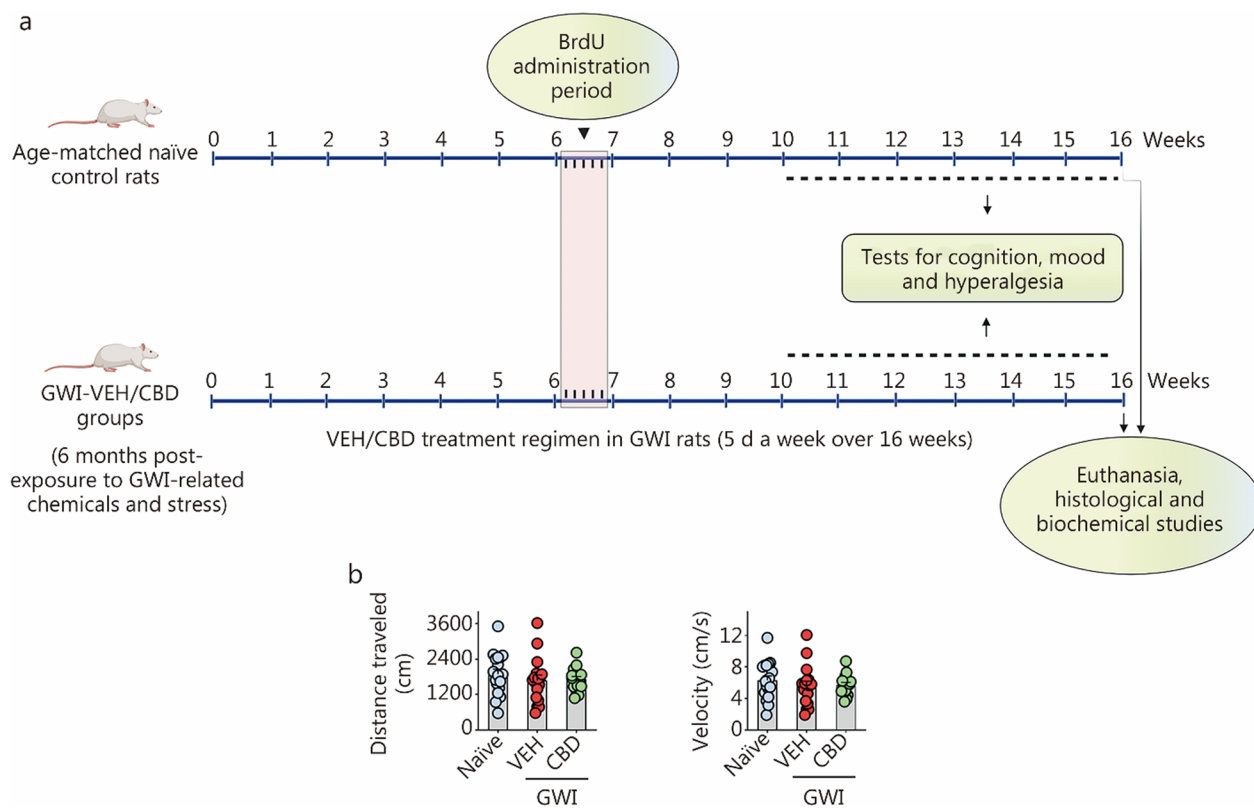 a
BrdU
administration
period
0 1 2 3 4 5 6 7 8 9 10 11 12 13 14 15 16 Weeks
Age-matched naïve
control rats
Tests for cognition, mood
and hyperalgesia
0 1 2 3 4 5 6 7 8 9 10 11 12 13 14 15 16 Weeks
GWI-VEH/CBD
groups
(6 months post-
exposure to GWI-related
chemicals and stress)
VEH/CBD treatment regimen in GWI rats (5 d a week over 16 weeks)
Euthanasia,
histological and
biochemical studies
b
Distance traveled
(cm)
3600
2400
1200
0
Naïve
VEH
CBD
GWI
Velocity (cm/s)
12
8
4
0
Naïve
VEH
CBD
GWI